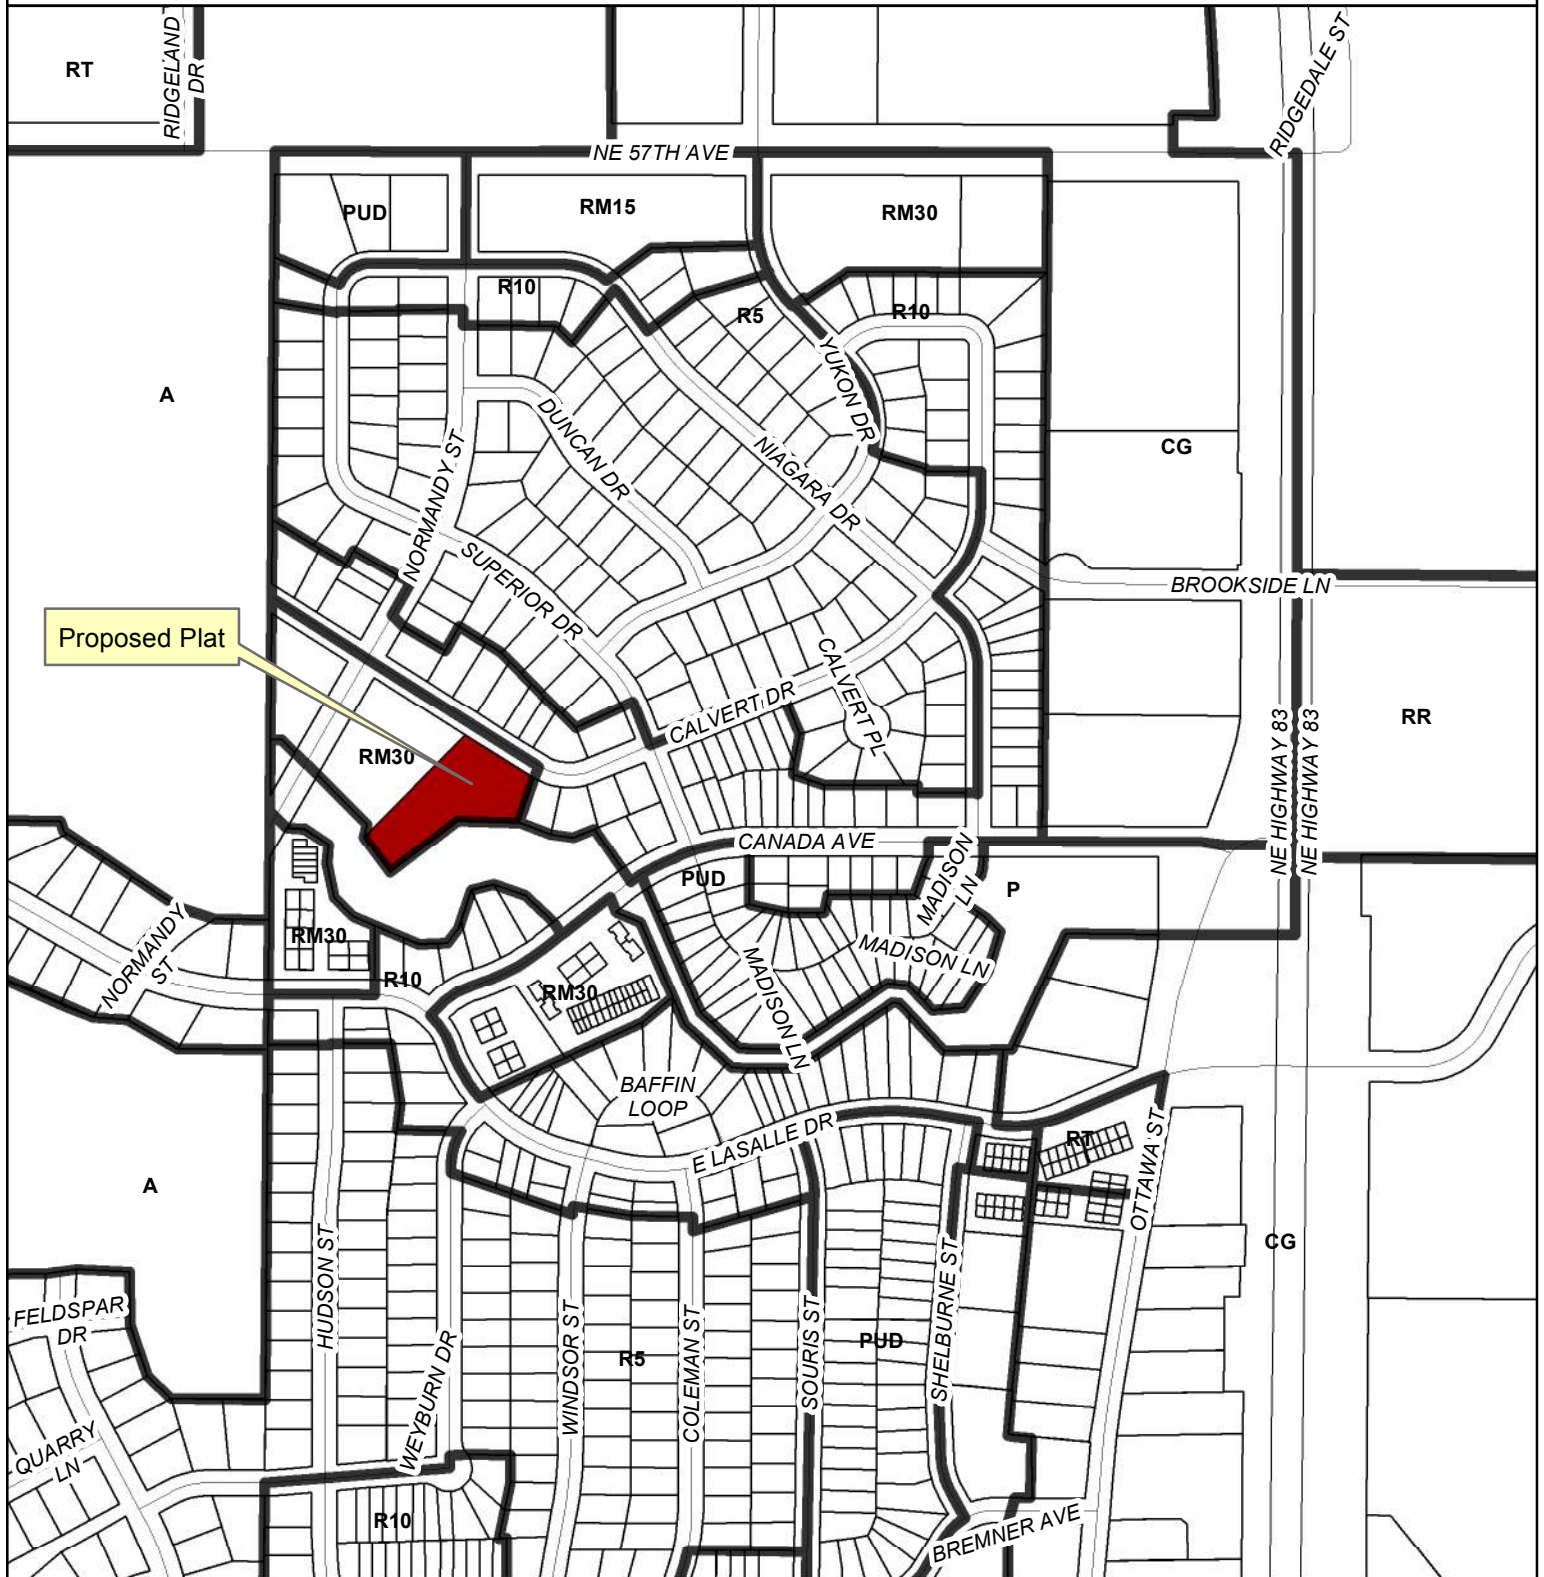 RT
RIDGELAND
DR
RIDGEDALE ST
NE 57TH AVE
PUD
RM15
RM30
R10
R5
R10
YUKON DR
A
DUNCAN DR
NORMANDY ST
NIAGARA DR
CG
SUPERIOR DR
BROOKSIDE LN
Proposed Plat
CALVERT DR
CALVERT PL
NE HIGHWAY 83
NE HIGHWAY 83
RR
RM30
CANADA AVE
PUD
MADISON
LN
P
NORMANDY
ST
RM30
R10
MADISON LN
MADISON LN
RM30
BAFFIN
LOOP
E LASALLE DR
RT
OTTAWA ST
A
HUDSON ST
CG
FELDSPAR
DR
WEYBURN DR
WINDSOR ST
R5
COLEMAN ST
SOURIS ST
PUD
SHELBURNE ST
QUARRY
LN
R10
BREMNER AVE